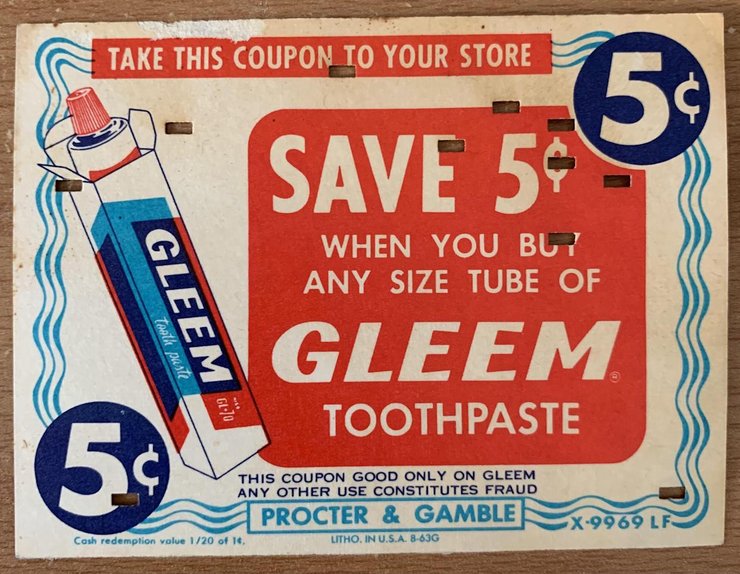 TAKE THIS COUPON TO YOUR STORE
5¢
SAVE 5¢
WHEN YOU BUY
ANY SIZE TUBE OF
GLEEM
TOOTHPASTE
GLEEM
tooth paste
5¢
THIS COUPON GOOD ONLY ON GLEEM
ANY OTHER USE CONSTITUTES FRAUD
PROCTER & GAMBLE
X-9969 LF
Cash redemption value 1/20 of 1¢.
LITHO. IN U.S.A. 8-63G